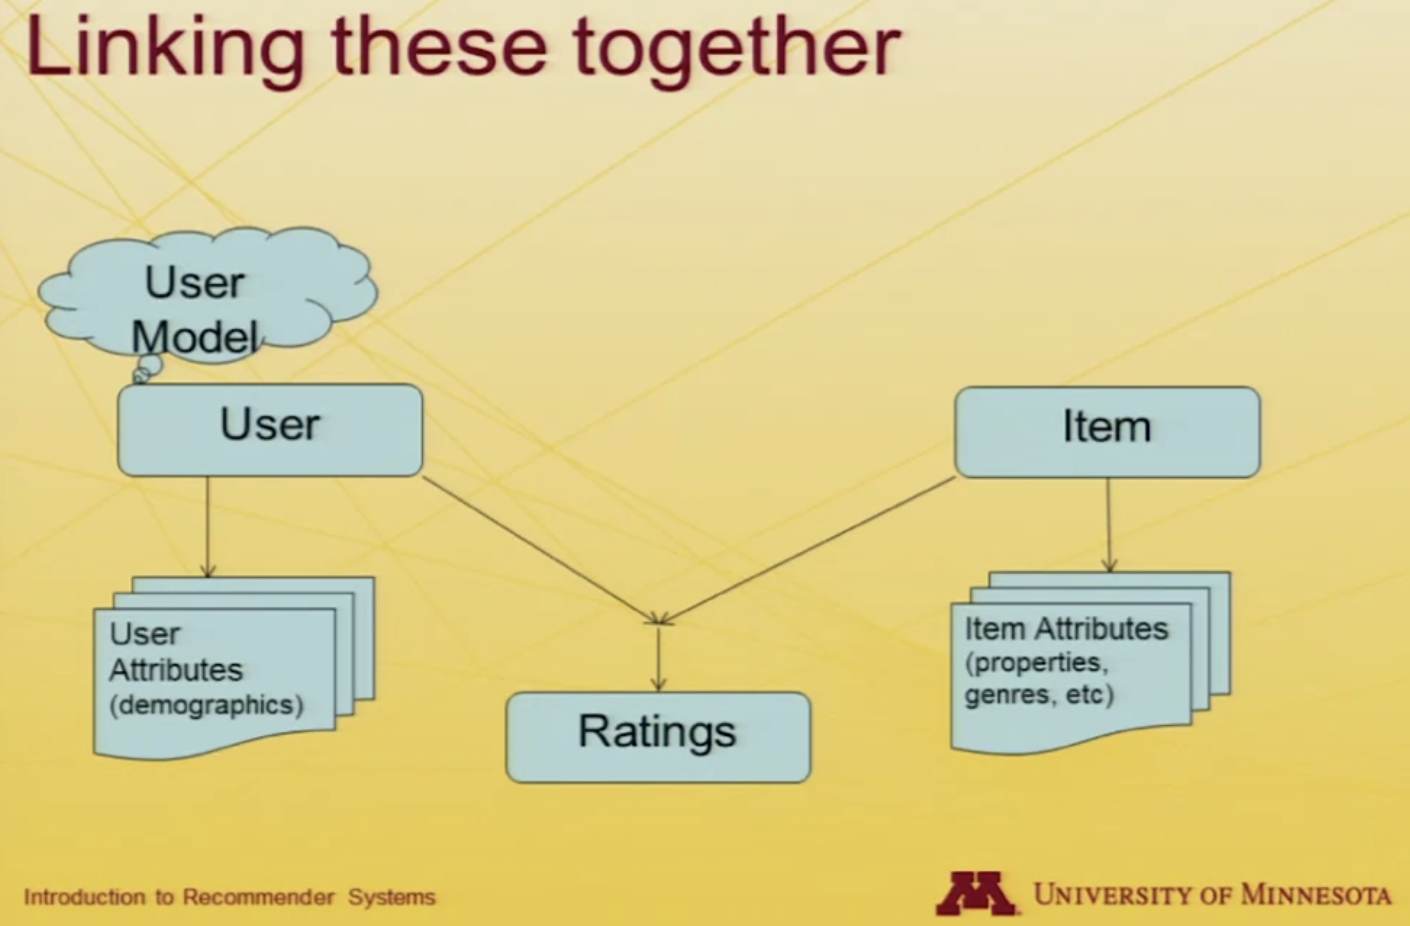 Linking these together
User
Model
User
Item
User
Attributes
(demographics)
Item Attributes
(properties,
genres, etc)
Ratings
Introduction to Recommender Systems
UNIVERSITY OF MINNESOTA